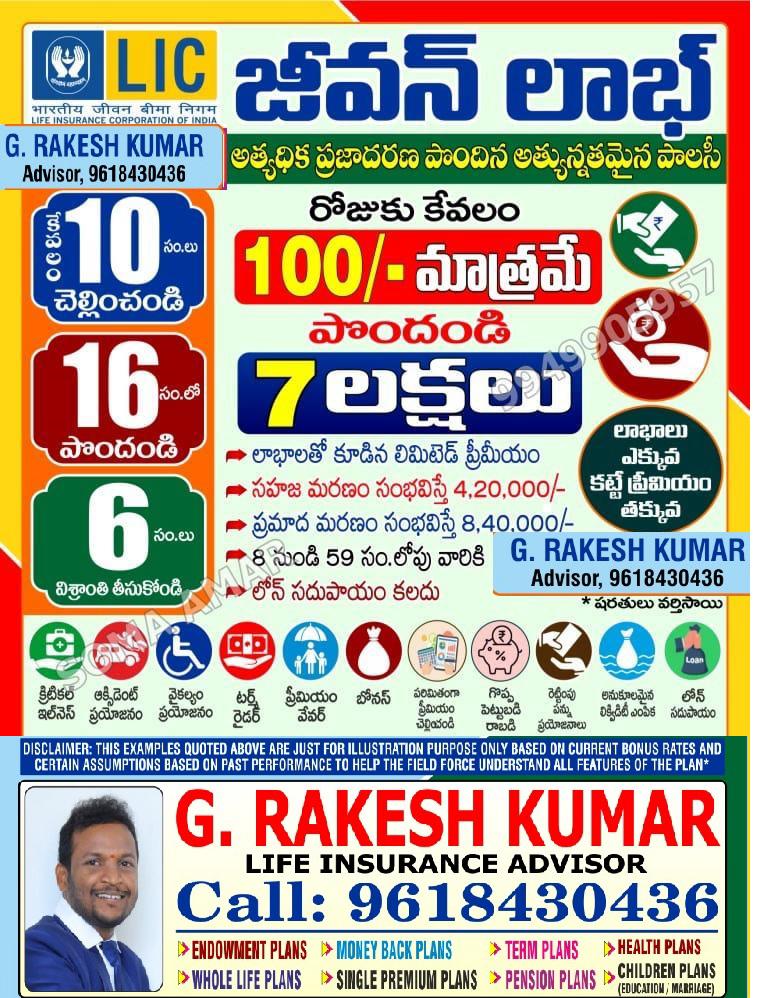 LIC
भारतीय जीवन बीमा निगम
LIFE INSURANCE CORPORATION OF INDIA
జీవన్ లాభ్
G. RAKESH KUMAR
Advisor, 9618430436
అత్యధిక ప్రజాదరణ పొందిన అత్యున్నతమైన పాలసీ
10 సం.లు
చెల్లించండి
16 సం.లో
పొందండి
6 సం.లు
విశ్రాంతి తీసుకోండి
రోజుకు కేవలం
100/- మాత్రమే
పొందండి
7 లక్షలు
లాభాలతో కూడిన లిమిటెడ్ ప్రీమీయం
సహజ మరణం సంభవిస్తే 4,20,000/-
ప్రమాద మరణం సంభవిస్తే 8,40,000/-
8 నుండి 59 సం.లోపు వారికి
లోన్ సదుపాయం కలదు
లాభాలు
ఎక్కువ
కట్టే ప్రీమియం
తక్కువ
G. RAKESH KUMAR
Advisor, 9618430436
* షరతులు వర్తిసాయి
SOMA AMAR
9949905957
క్రిటికల్
ఇల్‌నెస్
ఆక్సిడెంట్
ప్రయోజనం
వైకల్యం
ప్రయోజనం
టర్మ్
రైడర్
ప్రీమియం
వేవర్
బోనస్
పరిమితంగా
ప్రీమియం
చెల్లియండి
గొప్ప
పెట్టుబడి
రాబడి
రెట్టింపు
పన్ను
ప్రయోజనాలు
అనుకూలమైన
లిక్విడిటీ ఎంపిక
Loan
లోన్
సదుపాయం
DISCLAIMER: THIS EXAMPLES QUOTED ABOVE ARE JUST FOR ILLUSTRATION PURPOSE ONLY BASED ON CURRENT BONUS RATES AND
CERTAIN ASSUMPTIONS BASED ON PAST PERFORMANCE TO HELP THE FIELD FORCE UNDERSTAND ALL FEATURES OF THE PLAN*
G. RAKESH KUMAR
LIFE INSURANCE ADVISOR
Call: 9618430436
ENDOWMENT PLANS MONEY BACK PLANS TERM PLANS HEALTH PLANS
WHOLE LIFE PLANS SINGLE PREMIUM PLANS PENSION PLANS CHILDREN PLANS
(EDUCATION / MARRIAGE)